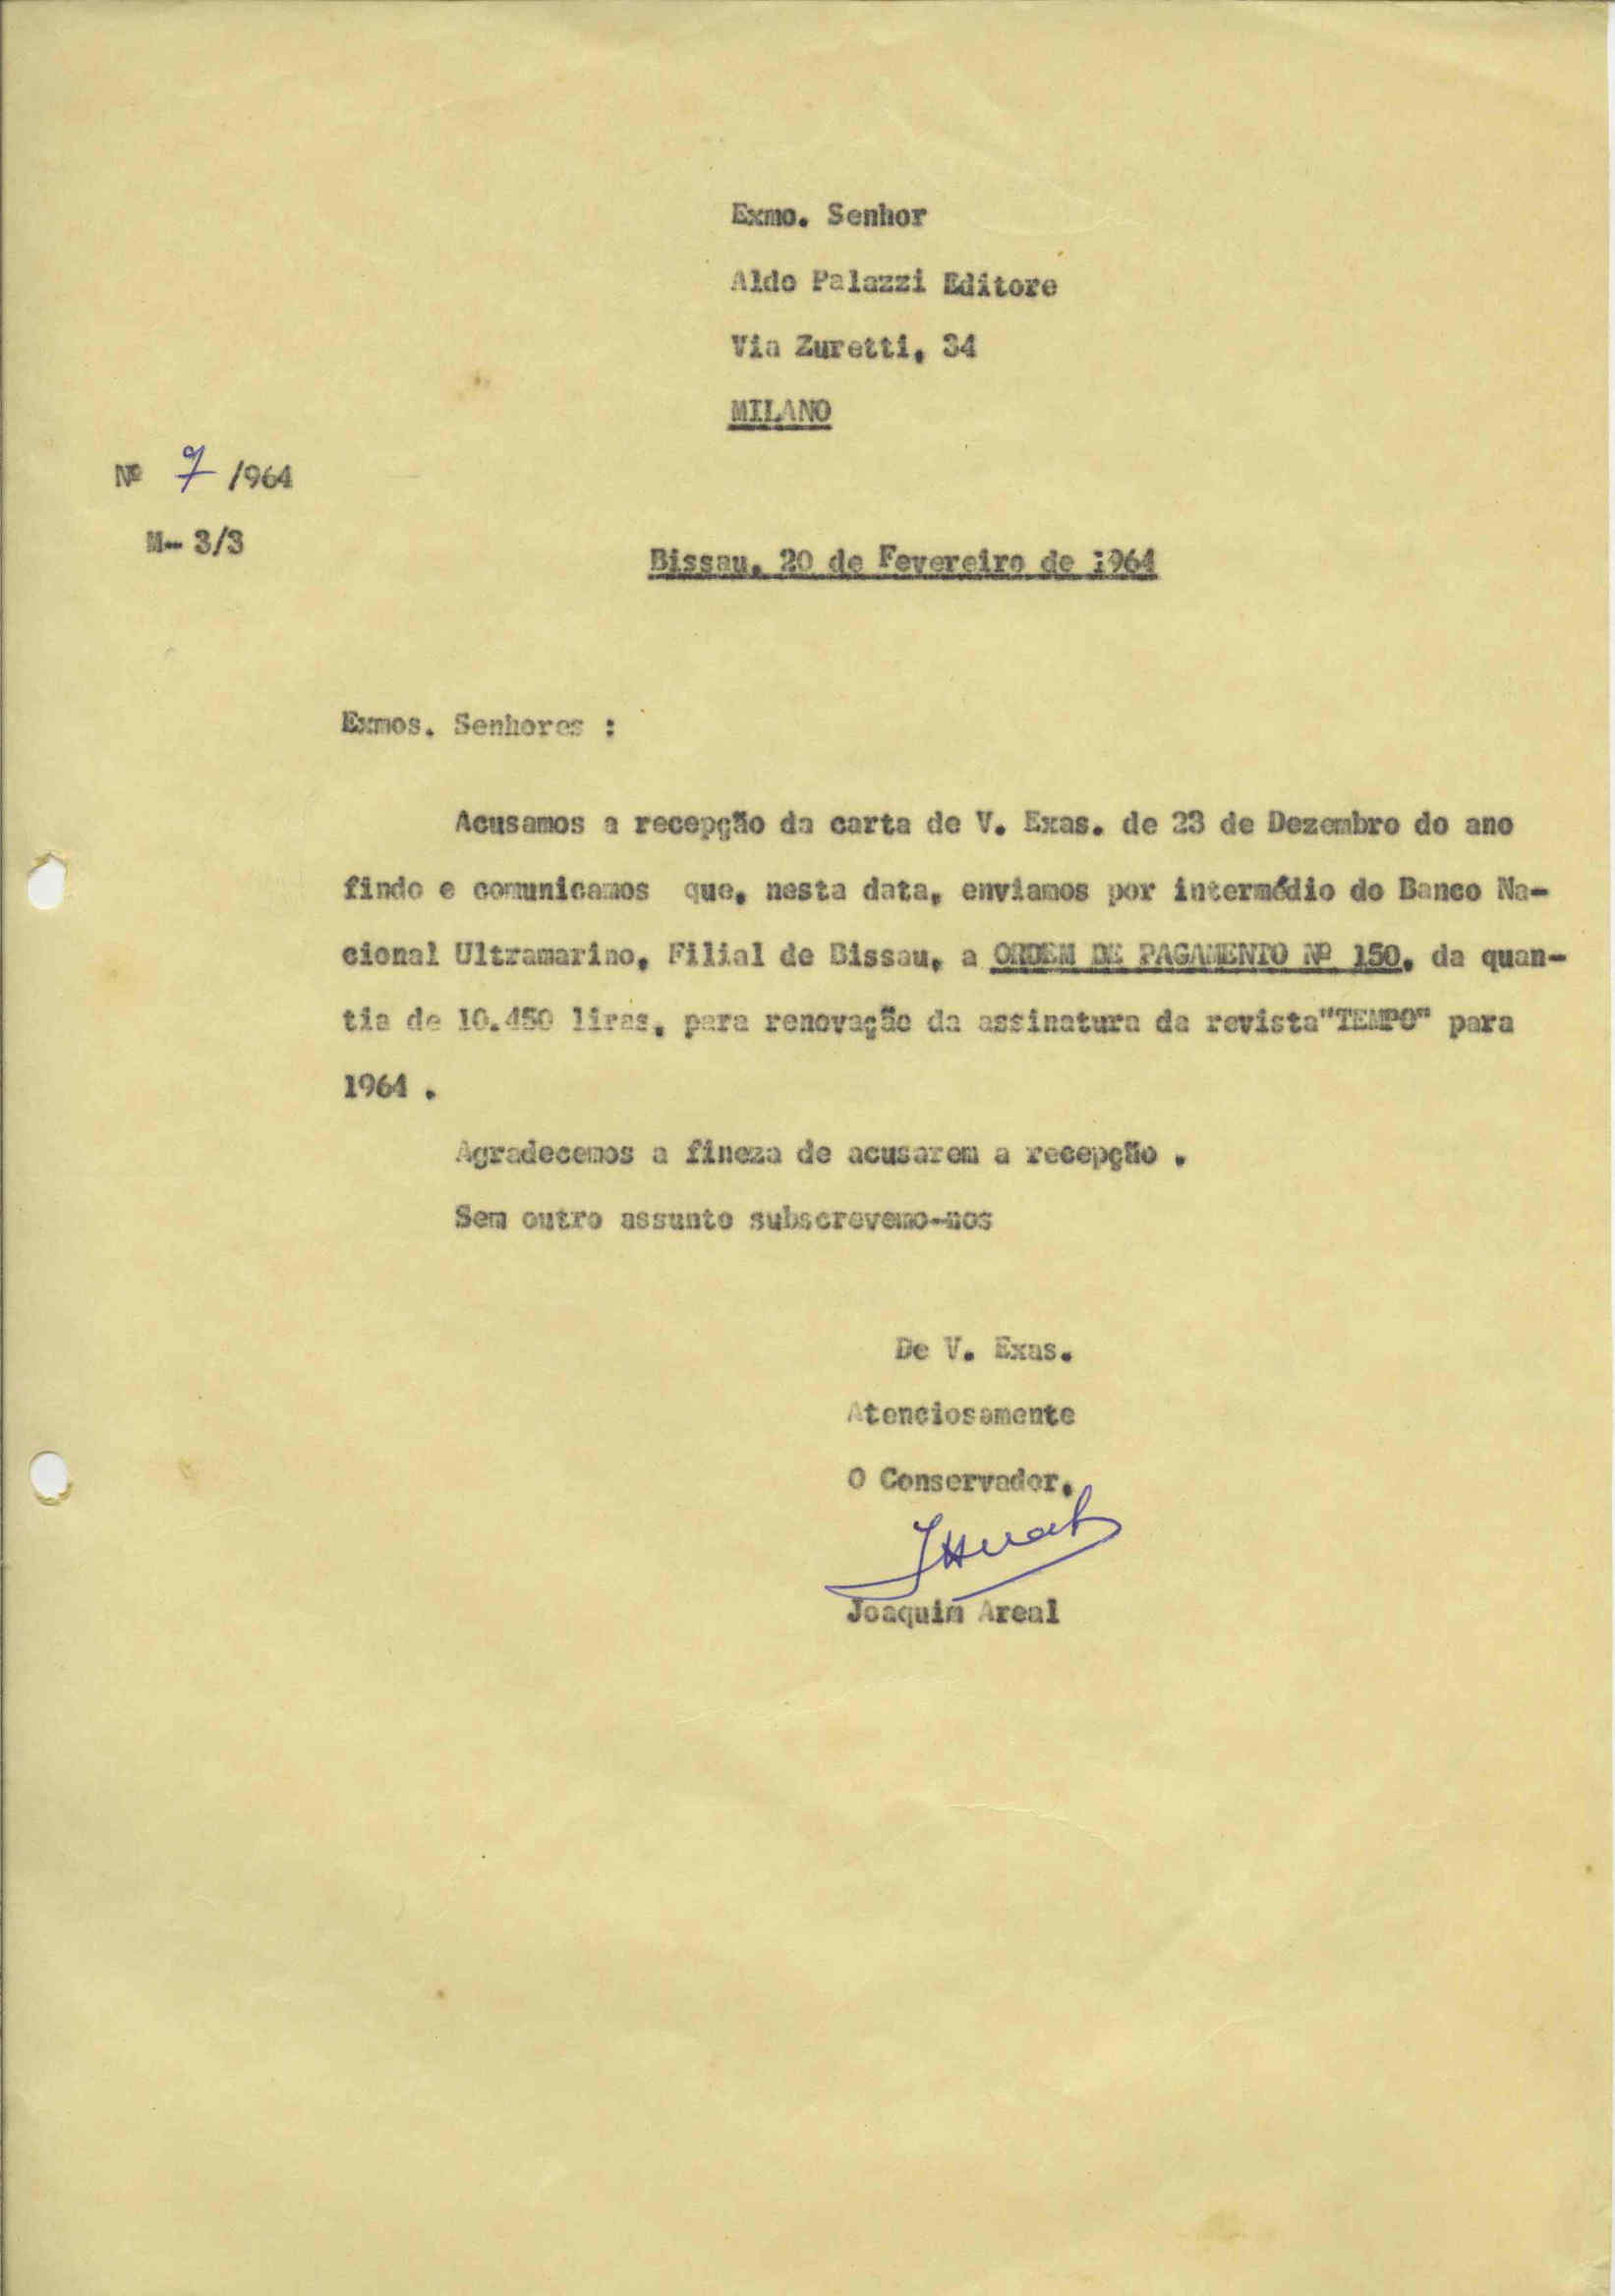 Exmo. Senhor
Aldo Palazzi Editore
Via Zuretti, 34
MILANO
Nº 7 /964
M- 3/3
Bissau, 20 de Fevereiro de 1964
Exmos. Senhores :
Acusamos a recepção da carta de V. Exas. de 23 de Dezembro do ano
findo e comunicamos que, nesta data, enviamos por intermédio do Banco Na-
cional Ultramarino, Filial de Bissau, a ORDEM DE PAGAMENTO Nº 150, da quan-
tia de 10.450 liras, para renovação da assinatura da revista"TEMPO" para
1964 .
Agradecemos a fineza de acusarem a recepção .
Sem outro assunto subscrevemo-nos
De V. Exas.
Atenciosamente
O Conservador,
Joaquim Areal